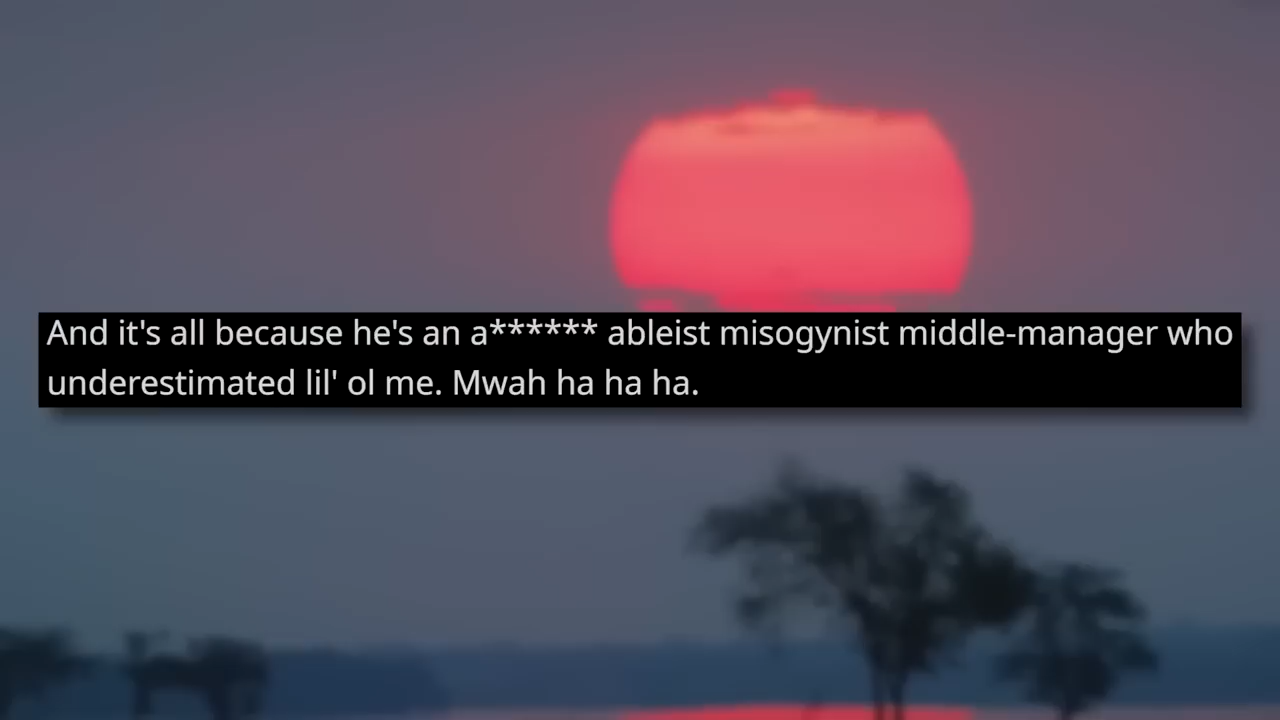 And it's all because he's an a****** ableist misogynist middle-manager who
underestimated lil' ol me. Mwah ha ha ha.